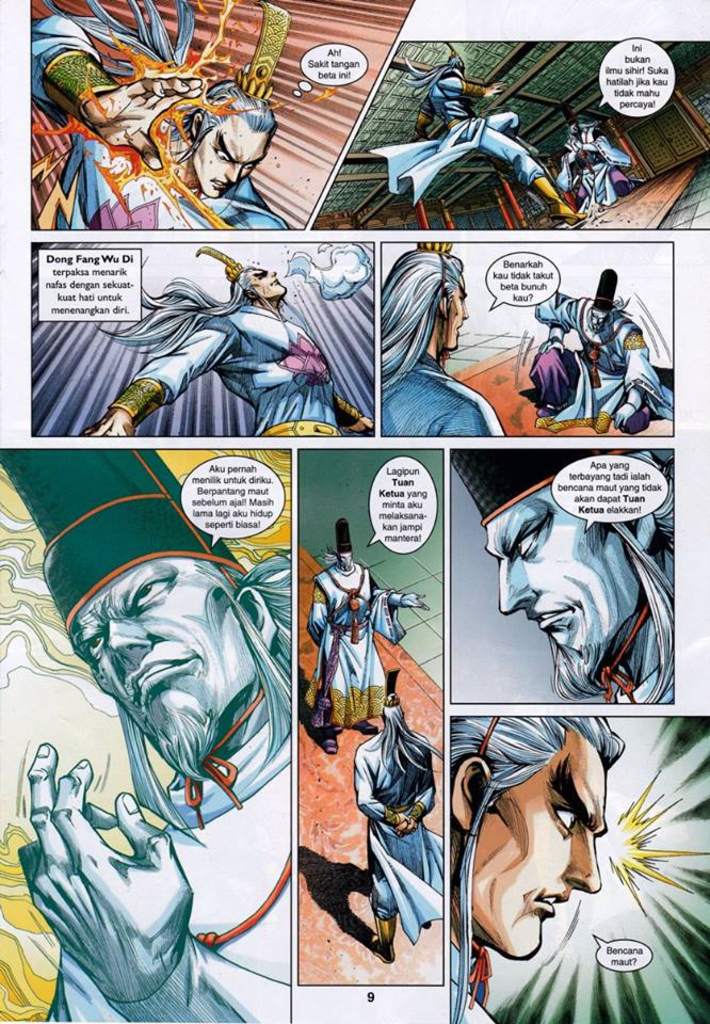 Ah!
Sakit tangan
beta ini!
Ini
bukan
ilmu sihir! Suka
hatilah jika kau
tidak mahu
percaya!
Dong Fang Wu Di
terpaksa menarik
nafas dengan sekuat-
kuat hati untuk
menenangkan diri.
Benarkah
kau tidak takut
beta bunuh
kau?
Aku pernah
menilik untuk diriku.
Berpantang maut
sebelum ajal! Masih
lama lagi aku hidup
seperti biasa!
Lagipun
Tuan
Ketua yang
minta aku
melaksana-
kan jampi
mantera!
Apa yang
terbayang tadi ialah
bencana maut yang tidak
akan dapat Tuan
Ketua elakkan!
Bencana
maut?
9